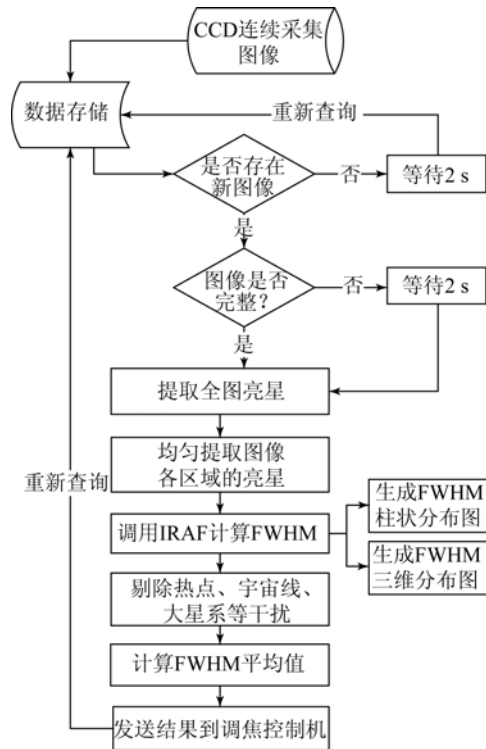 CCD连续采集
图像
数据存储
重新查询
是否存在
新图像
否
等待2 s
是
图像是否
完整？
否
等待2 s
是
提取全图亮星
均匀提取图像
各区域的亮星
重新查询
调用IRAF计算FWHM
生成FWHM
柱状分布图
生成FWHM
三维分布图
剔除热点、宇宙线、
大星系等干扰
计算FWHM平均值
发送结果到调焦控制机